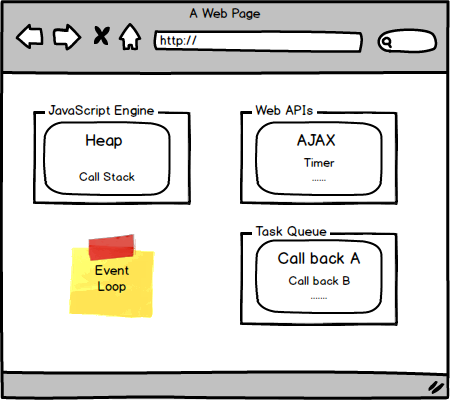 A Web Page
http://
JavaScript Engine
Heap
Call Stack
Web APIs
AJAX
Timer
......
Event
Loop
Task Queue
Call back A
Call back B
.......